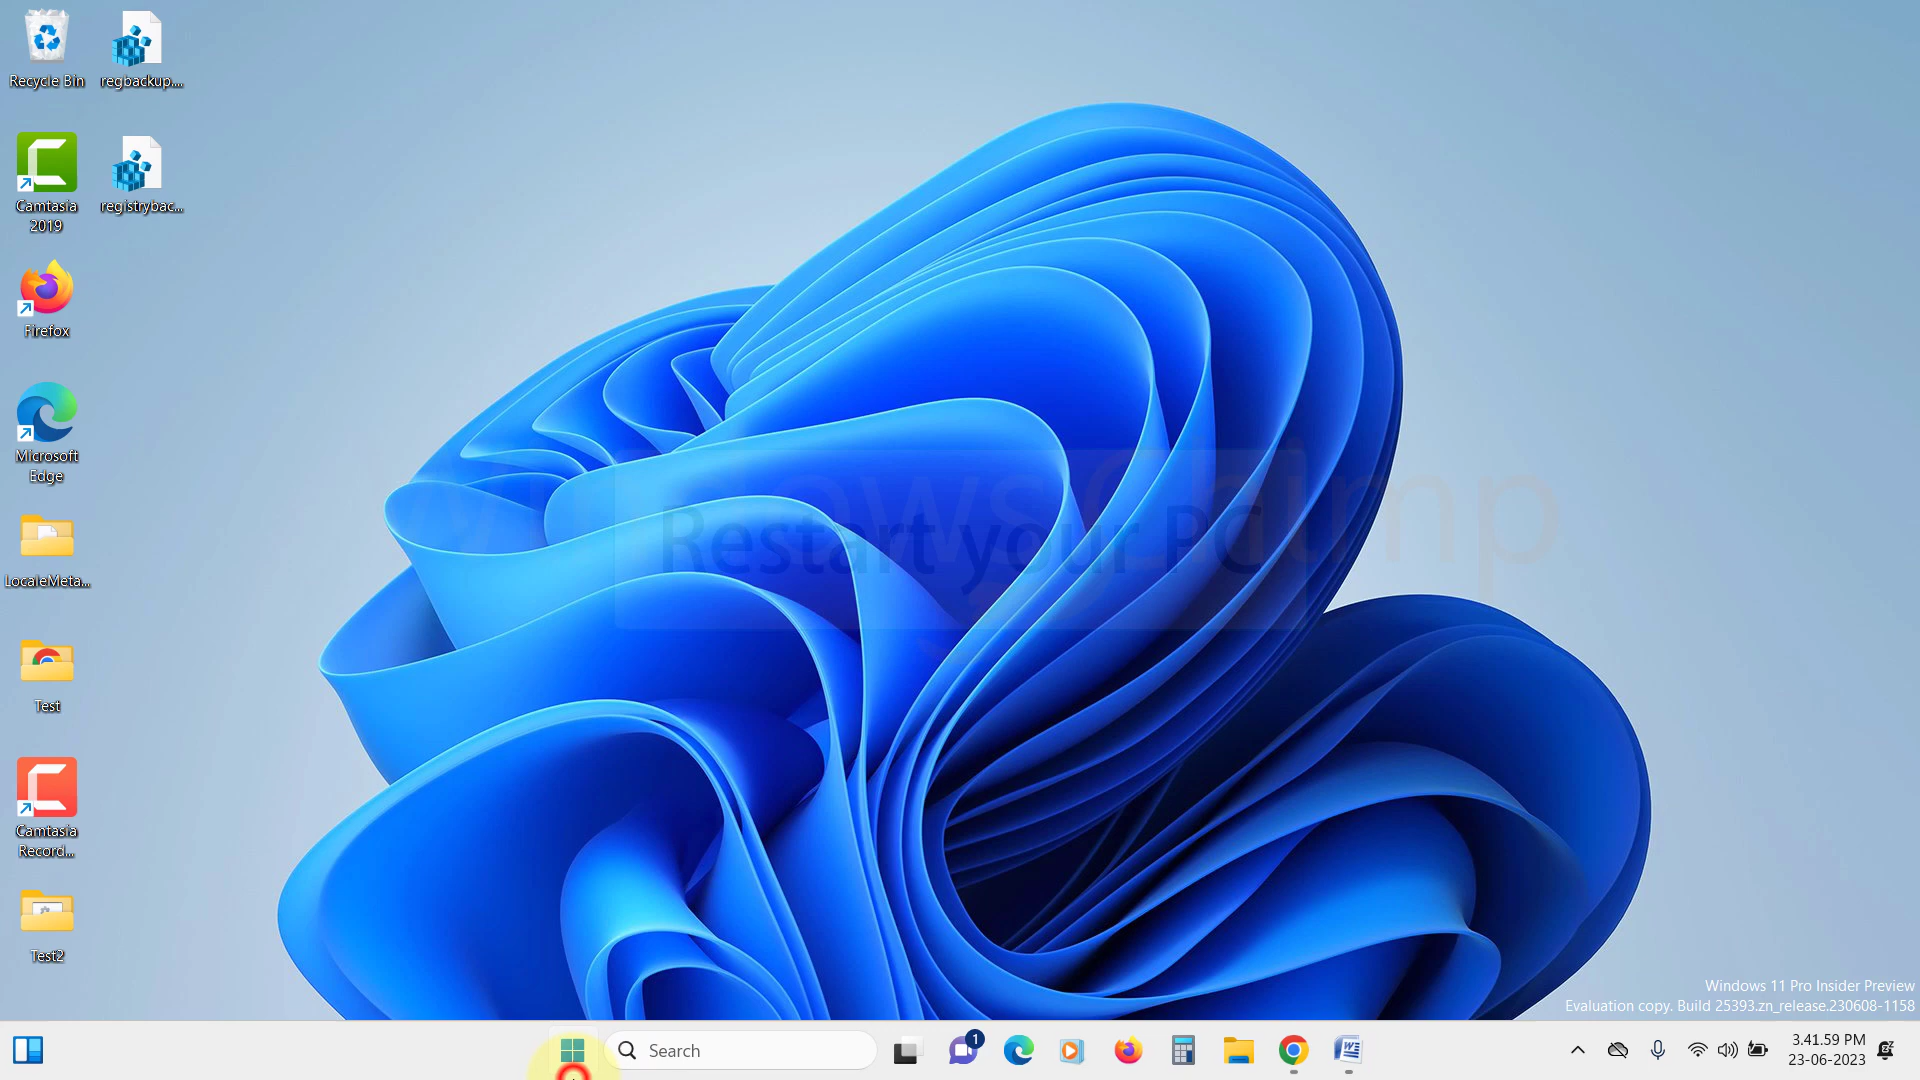 Recycle Bin
regbackup....
Camtasia
2019
registrybac...
Firefox
Microsoft
Edge
LocaleMeta...
Test
Camtasia
Record...
Test2
Restart your PC
Windows 11 Pro Insider Preview
Evaluation copy. Build 25393.zn_release.230608-1158
Search
1
3.41.59 PM
23-06-2023